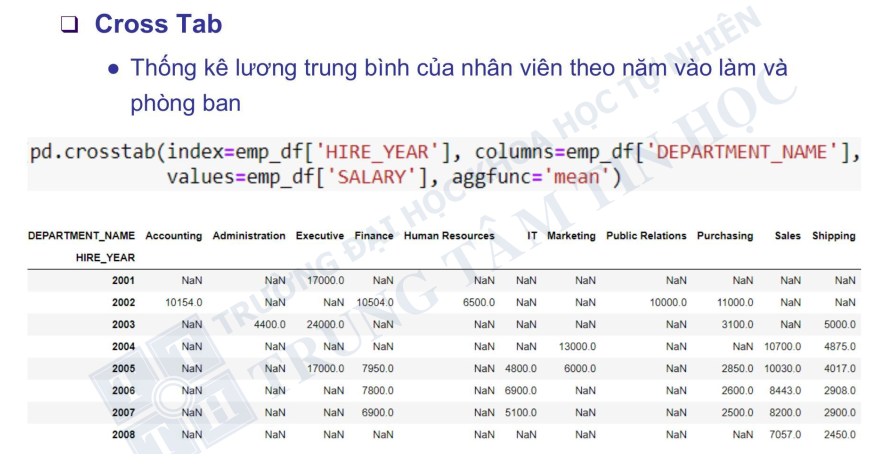 ❑ Cross Tab
● Thống kê lương trung bình của nhân viên theo năm vào làm và
phòng ban
pd.crosstab(index=emp_df['HIRE_YEAR'], columns=emp_df['DEPARTMENT_NAME'],
values=emp_df['SALARY'], aggfunc='mean')
DEPARTMENT_NAME Accounting Administration Executive Finance Human Resources IT Marketing Public Relations Purchasing Sales Shipping
HIRE_YEAR
2001 NaN NaN 17000.0 NaN NaN NaN NaN NaN NaN NaN NaN
2002 10154.0 NaN NaN 10504.0 6500.0 NaN NaN 10000.0 11000.0 NaN NaN
2003 NaN 4400.0 24000.0 NaN NaN NaN NaN NaN 3100.0 NaN 5000.0
2004 NaN NaN NaN NaN NaN NaN 13000.0 NaN NaN 10700.0 4875.0
2005 NaN NaN 17000.0 7950.0 NaN 4800.0 6000.0 NaN 2850.0 10030.0 4017.0
2006 NaN NaN NaN 7800.0 NaN 6900.0 NaN NaN 2600.0 8443.0 2908.0
2007 NaN NaN NaN 6900.0 NaN 5100.0 NaN NaN 2500.0 8200.0 2900.0
2008 NaN NaN NaN NaN NaN NaN NaN NaN NaN 7057.0 2450.0
TRƯỜNG ĐẠI HỌC KHOA HỌC TỰ NHIÊN
TRUNG TÂM TIN HỌC